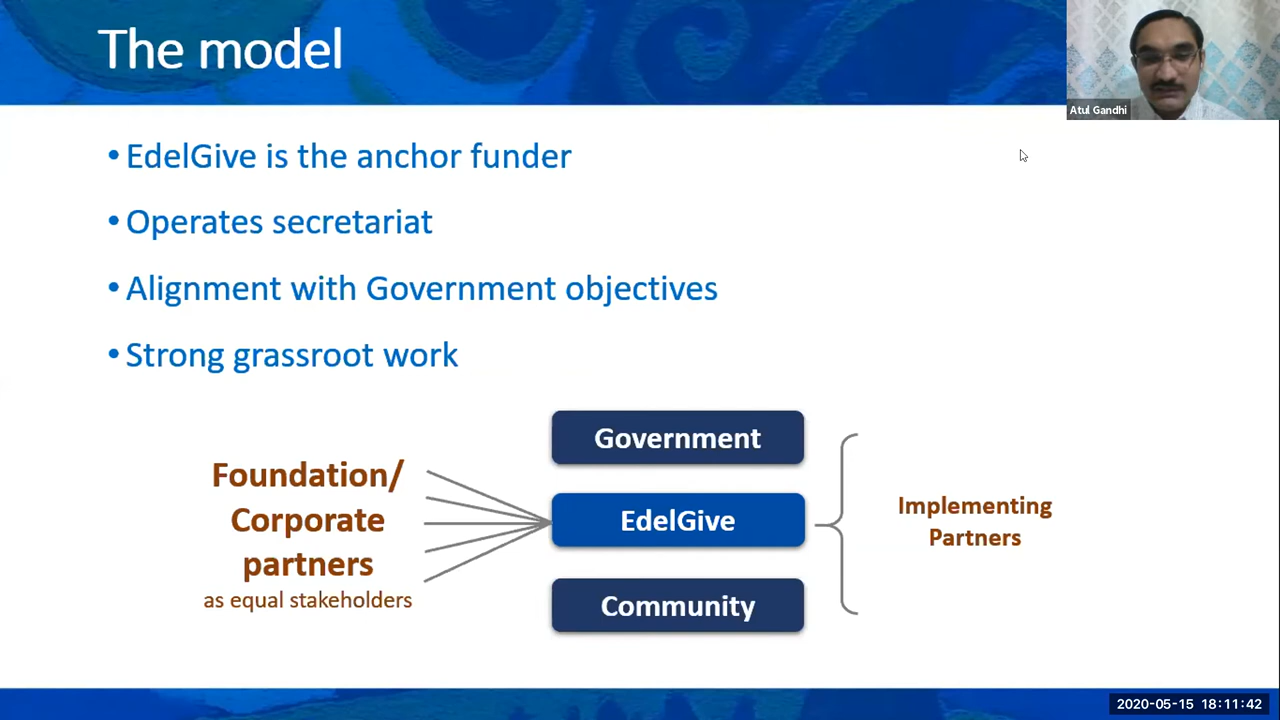 The model
Atul Gandhi
• EdelGive is the anchor funder
• Operates secretariat
• Alignment with Government objectives
• Strong grassroot work
Foundation/
Corporate
partners
as equal stakeholders
Government
EdelGive
Community
Implementing
Partners
2020-05-15 18:11:42